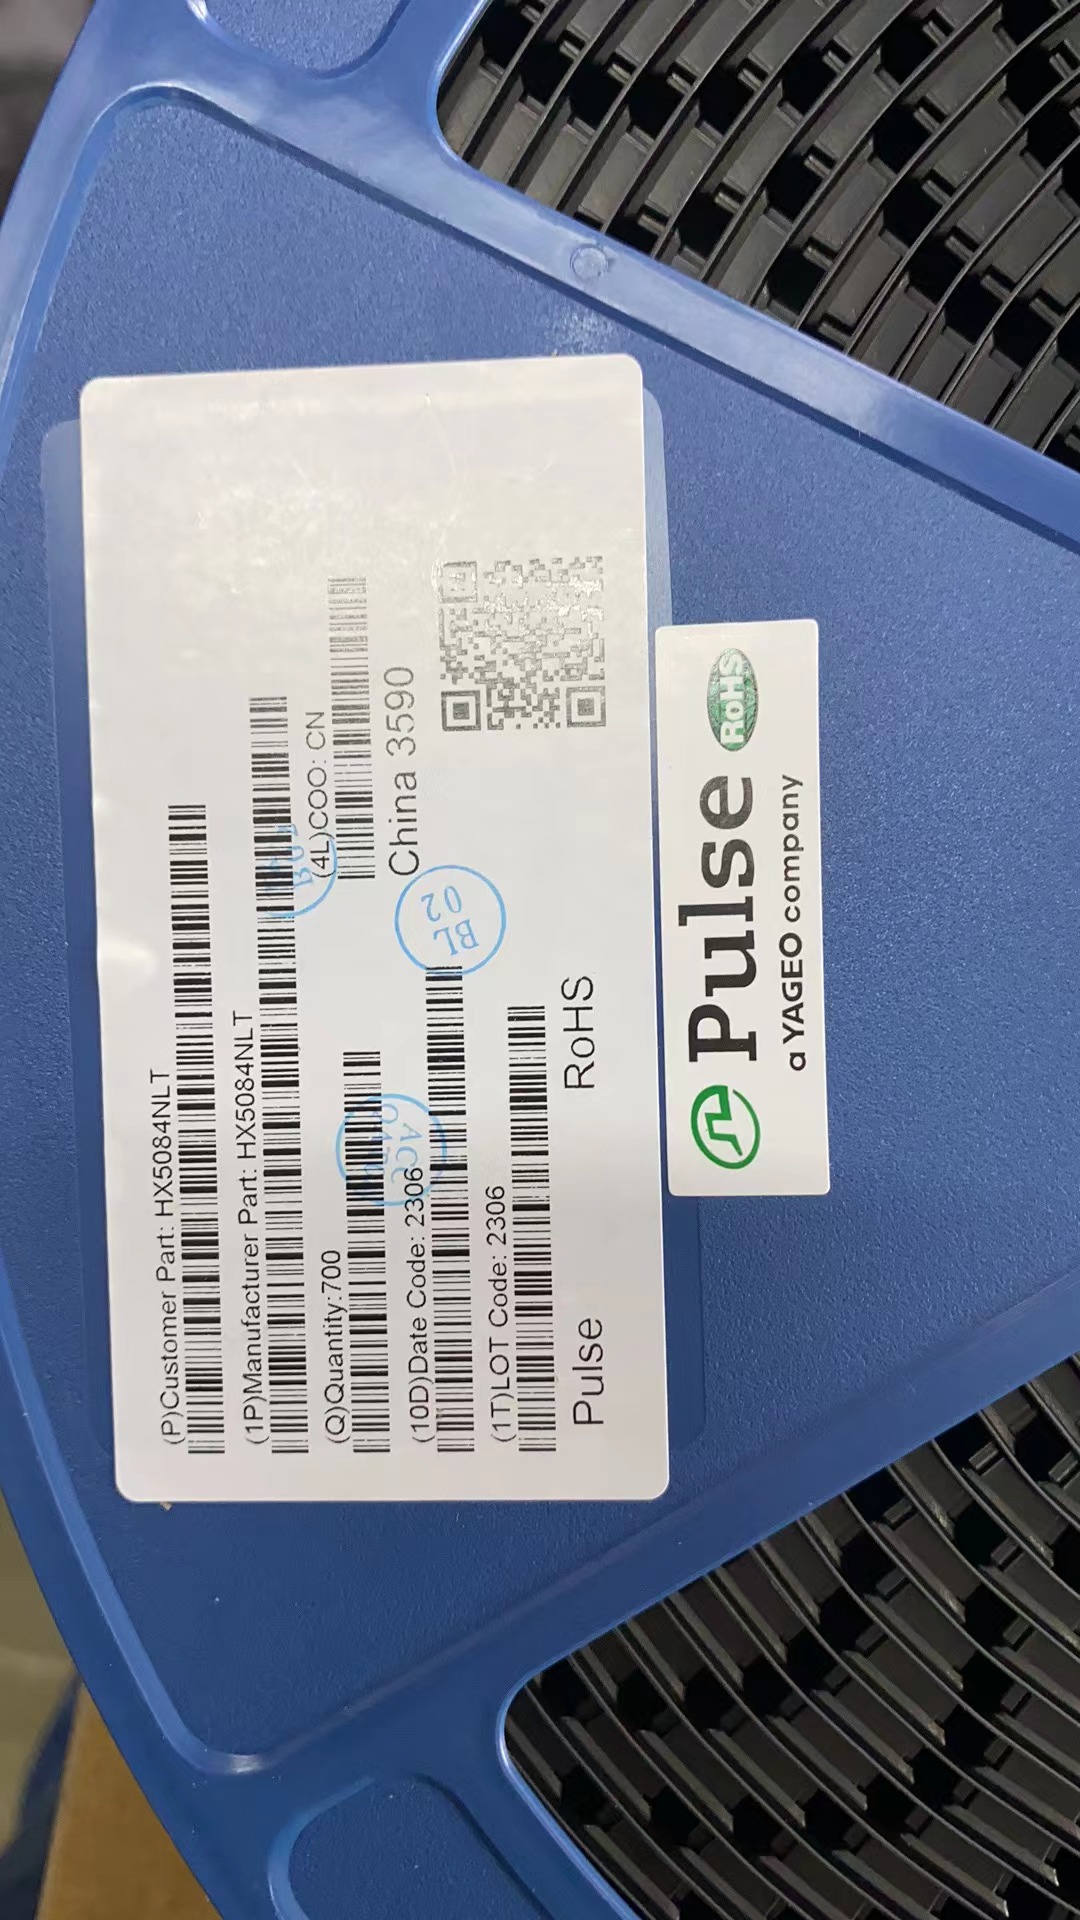 (P)Customer Part: HX5084NLT
(1P)Manufacturer Part: HX5084NLT
(Q)Quantity:700
(4L)COO: CN
(10D)Date Code: 2306
China 3590
(1T)LOT Code: 2306
Pulse RoHS
BL
02
ACC
Pulse RoHS
a YAGEO company